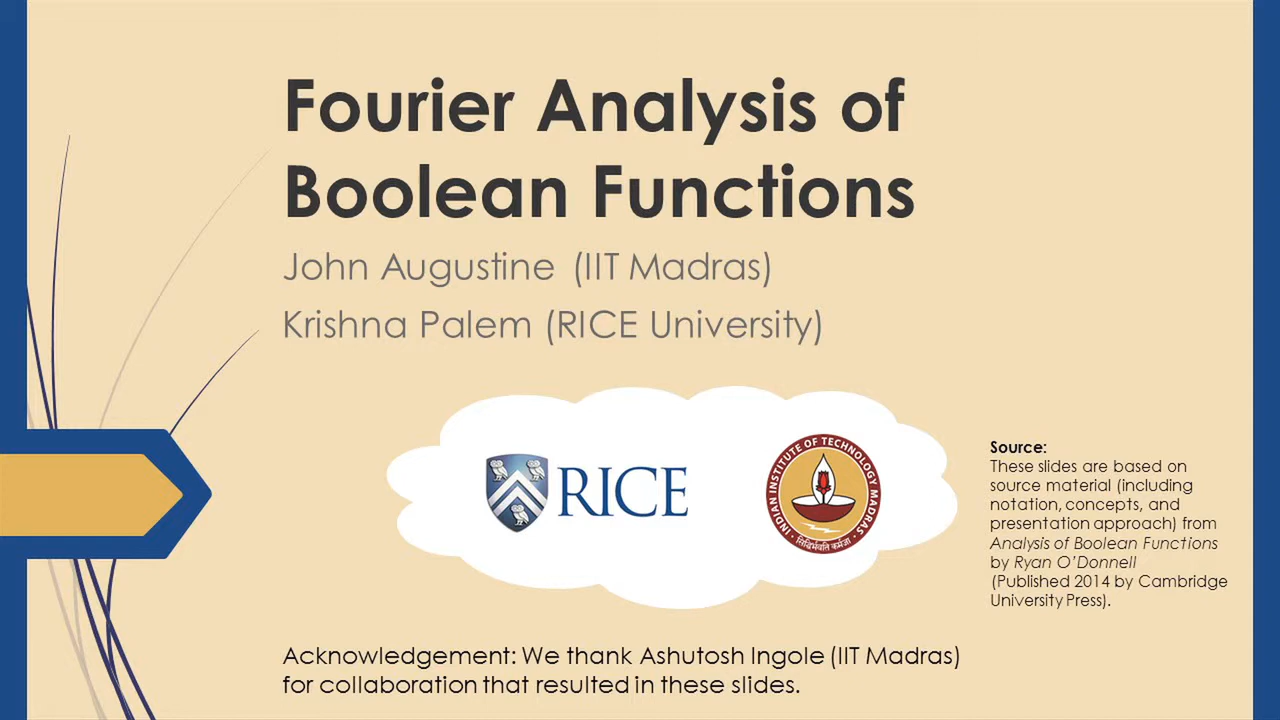 Fourier Analysis of
Boolean Functions
John Augustine (IIT Madras)
Krishna Palem (RICE University)
RICE
INDIAN INSTITUTE OF TECHNOLOGY MADRAS
सिद्धिर्भवति कर्मजा
Source:
These slides are based on
source material (including
notation, concepts, and
presentation approach) from
Analysis of Boolean Functions
by Ryan O'Donnell
(Published 2014 by Cambridge
University Press).
Acknowledgement: We thank Ashutosh Ingole (IIT Madras)
for collaboration that resulted in these slides.